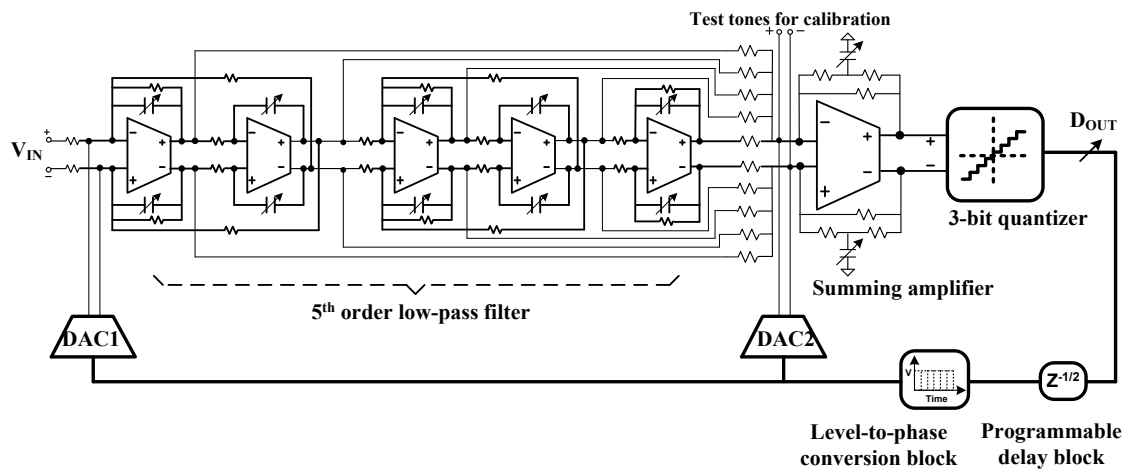 Test tones for calibration
+ −
+
V_IN
−
− +
+ −
− +
+ −
− +
+ −
− +
+ −
− +
+ −
− +
+ −
+
−
D_OUT
3-bit quantizer
Summing amplifier
5th order low-pass filter
DAC1
DAC2
V
Time
Z-1/2
Level-to-phase
conversion block
Programmable
delay block